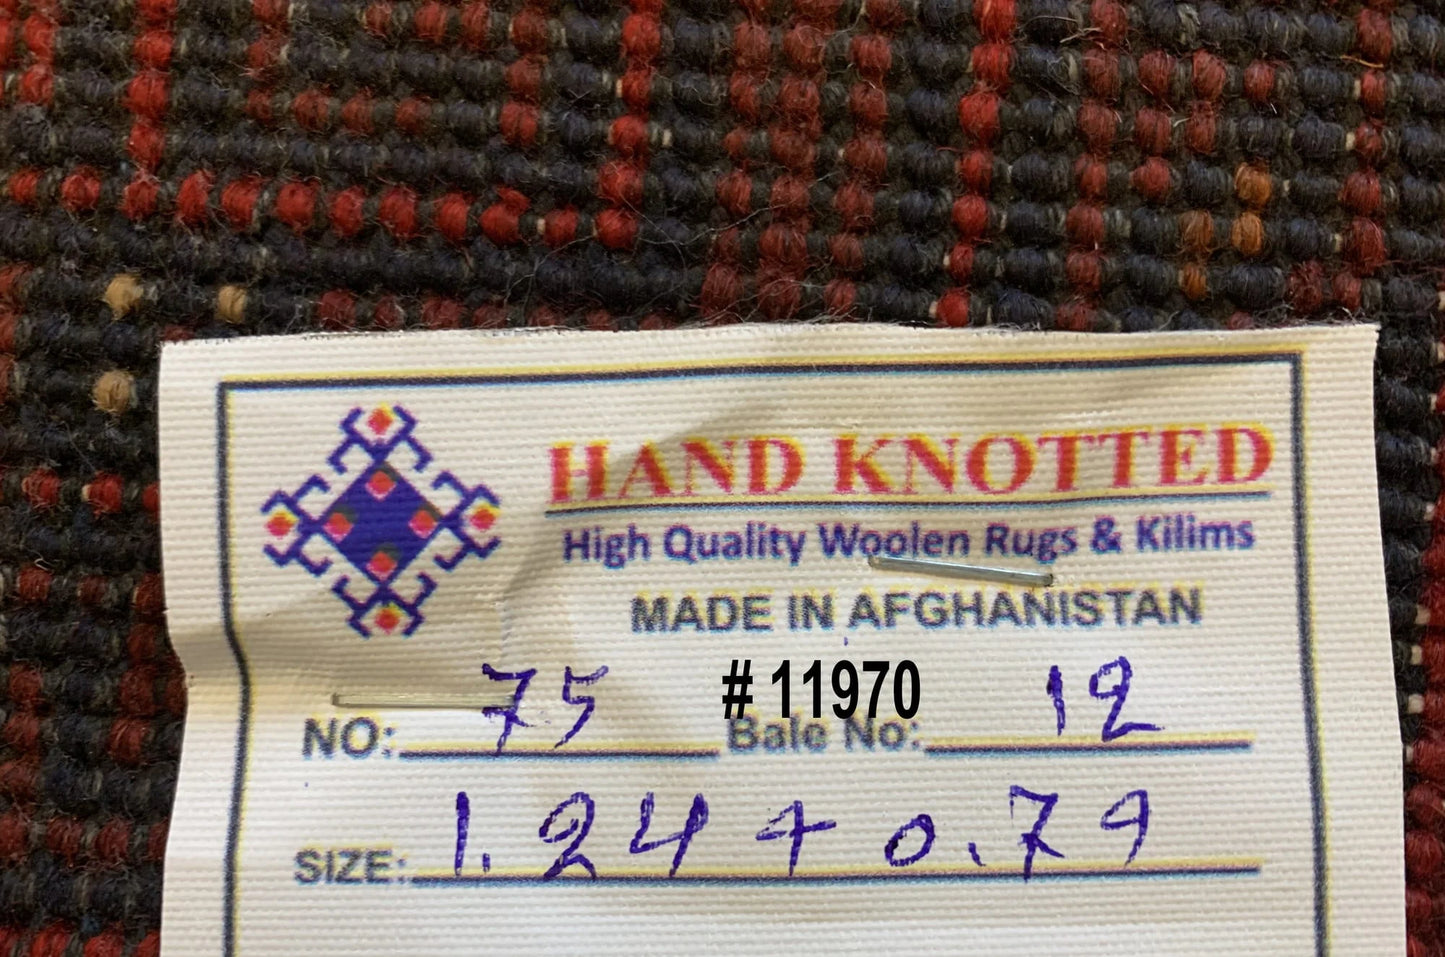 HAND KNOTTED
High Quality Woolen Rugs & Kilims
MADE IN AFGHANISTAN
# 11970
NO: 75 Bale No: 12
SIZE: 1.24 + 0.79